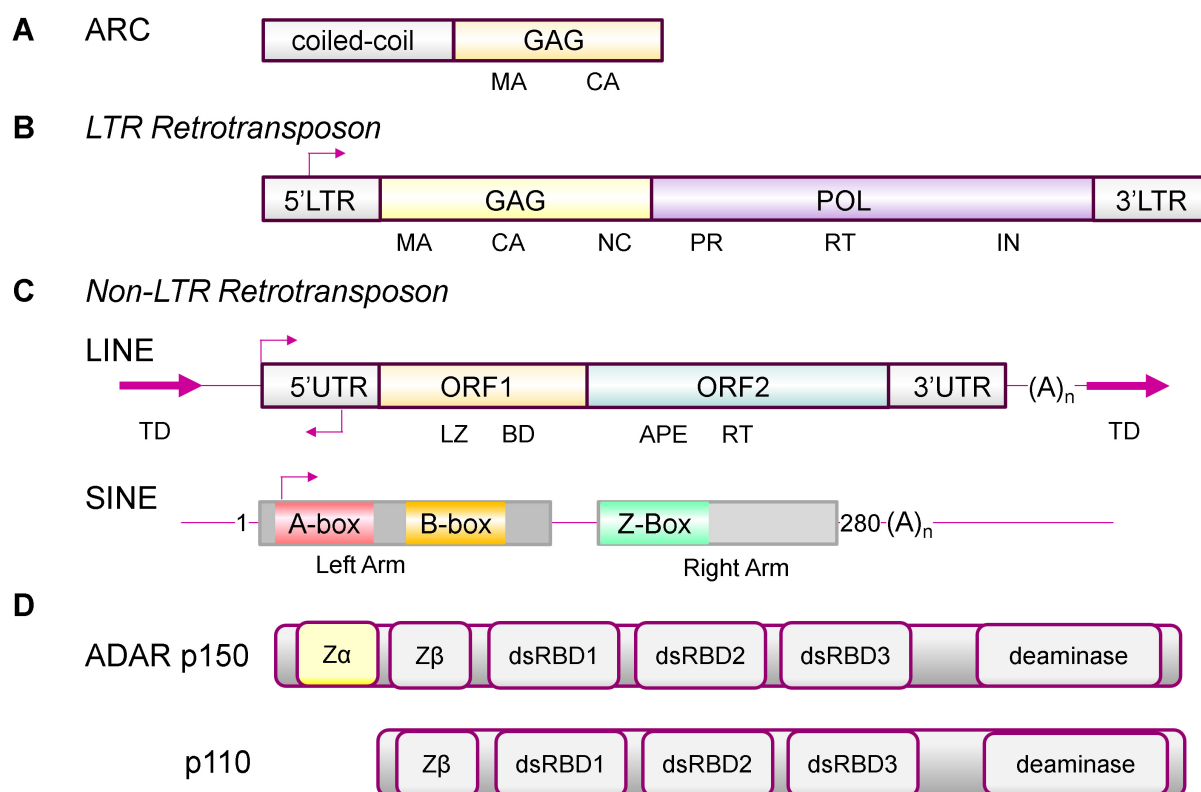 A ARC
coiled-coil GAG
MA CA
B LTR Retrotransposon
5'LTR GAG POL 3'LTR
MA CA NC PR RT IN
C Non-LTR Retrotransposon
LINE
5'UTR ORF1 ORF2 3'UTR (A)n
TD LZ BD APE RT TD
SINE
1 A-box B-box Z-Box 280 (A)n
Left Arm Right Arm
D
ADAR p150 Zα Zβ dsRBD1 dsRBD2 dsRBD3 deaminase
p110 Zβ dsRBD1 dsRBD2 dsRBD3 deaminase